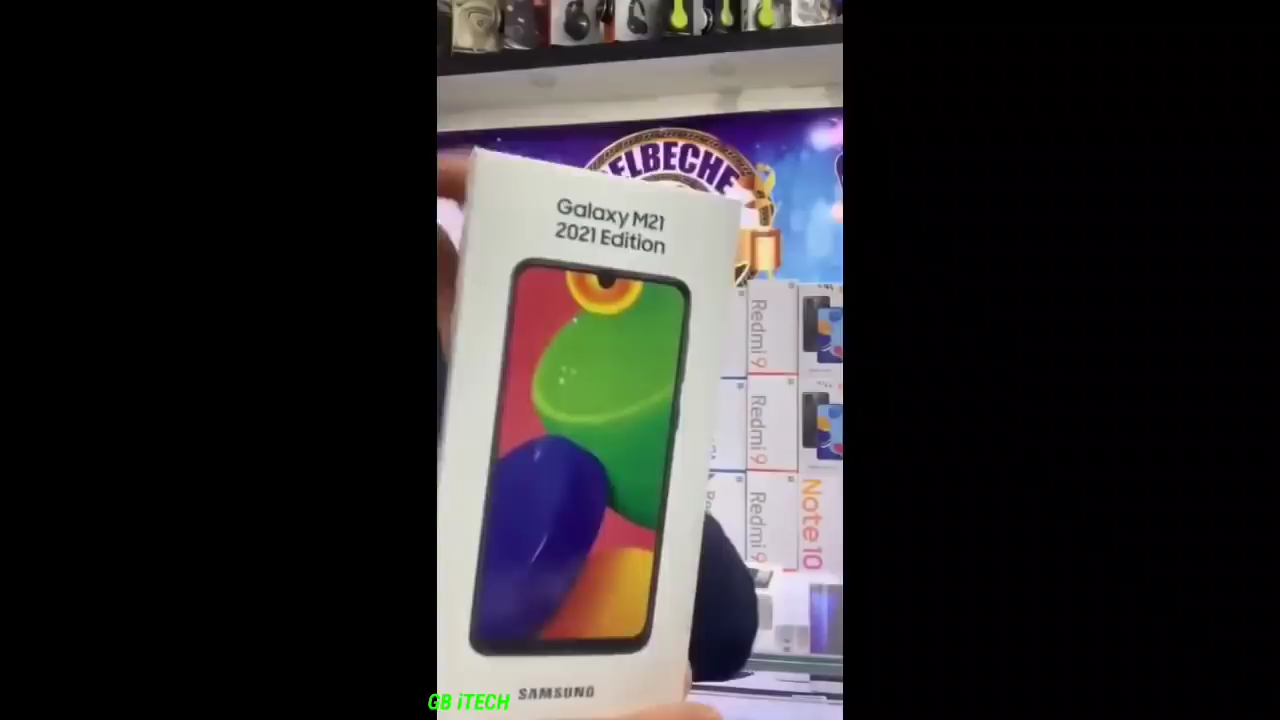 ELBECHE
Galaxy M21
2021 Edition
Redmi 9
Redmi 9
Redmi 9
Note 10
SAMSUNG
GB iTECH